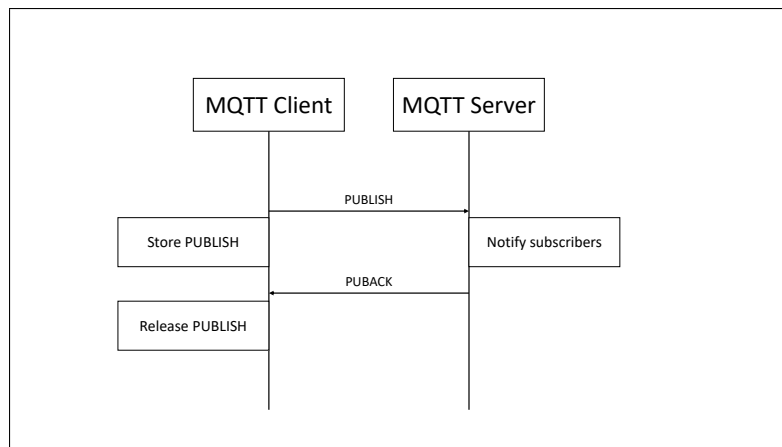 MQTT Client
MQTT Server
PUBLISH
Store PUBLISH
Notify subscribers
PUBACK
Release PUBLISH